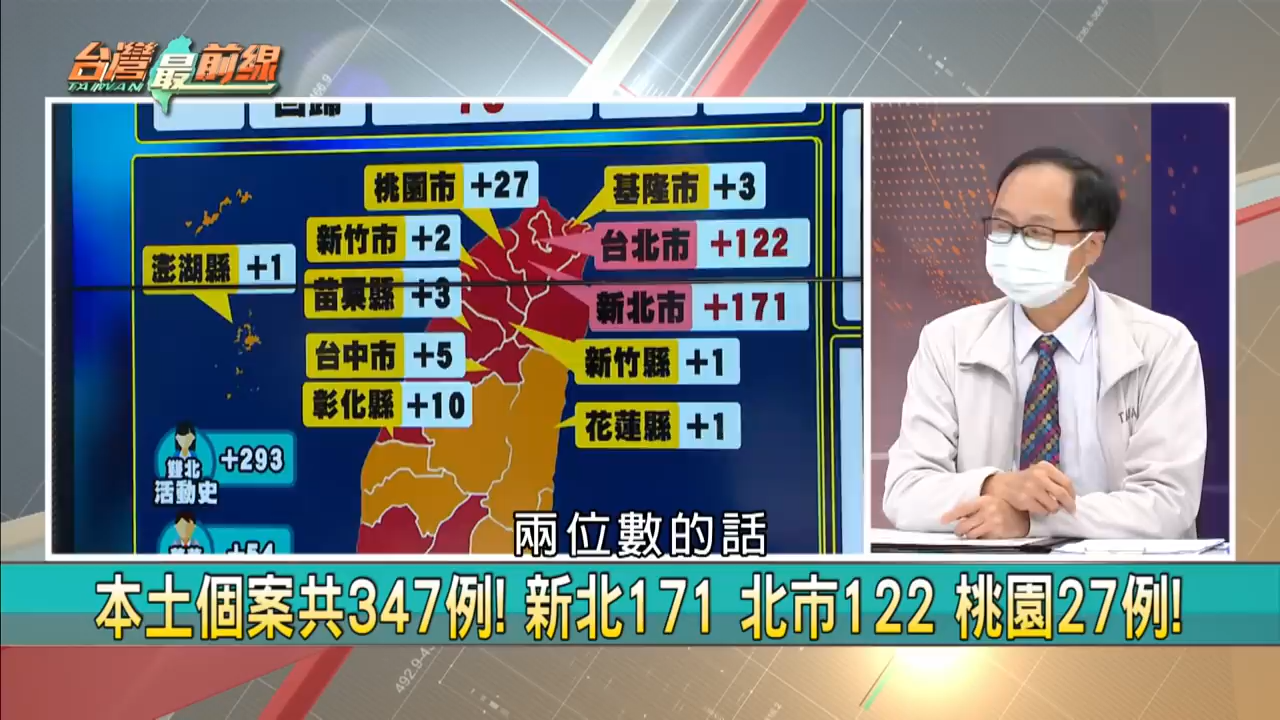 台灣最前線
TAIWAN
桃園市 +27
基隆市 +3
新竹市 +2
台北市 +122
澎湖縣 +1
苗栗縣 +3
新北市 +171
台中市 +5
新竹縣 +1
彰化縣 +10
花蓮縣 +1
雙北
活動史
+293
兩位數的話
本土個案共347例! 新北171 北市122 桃園27例!